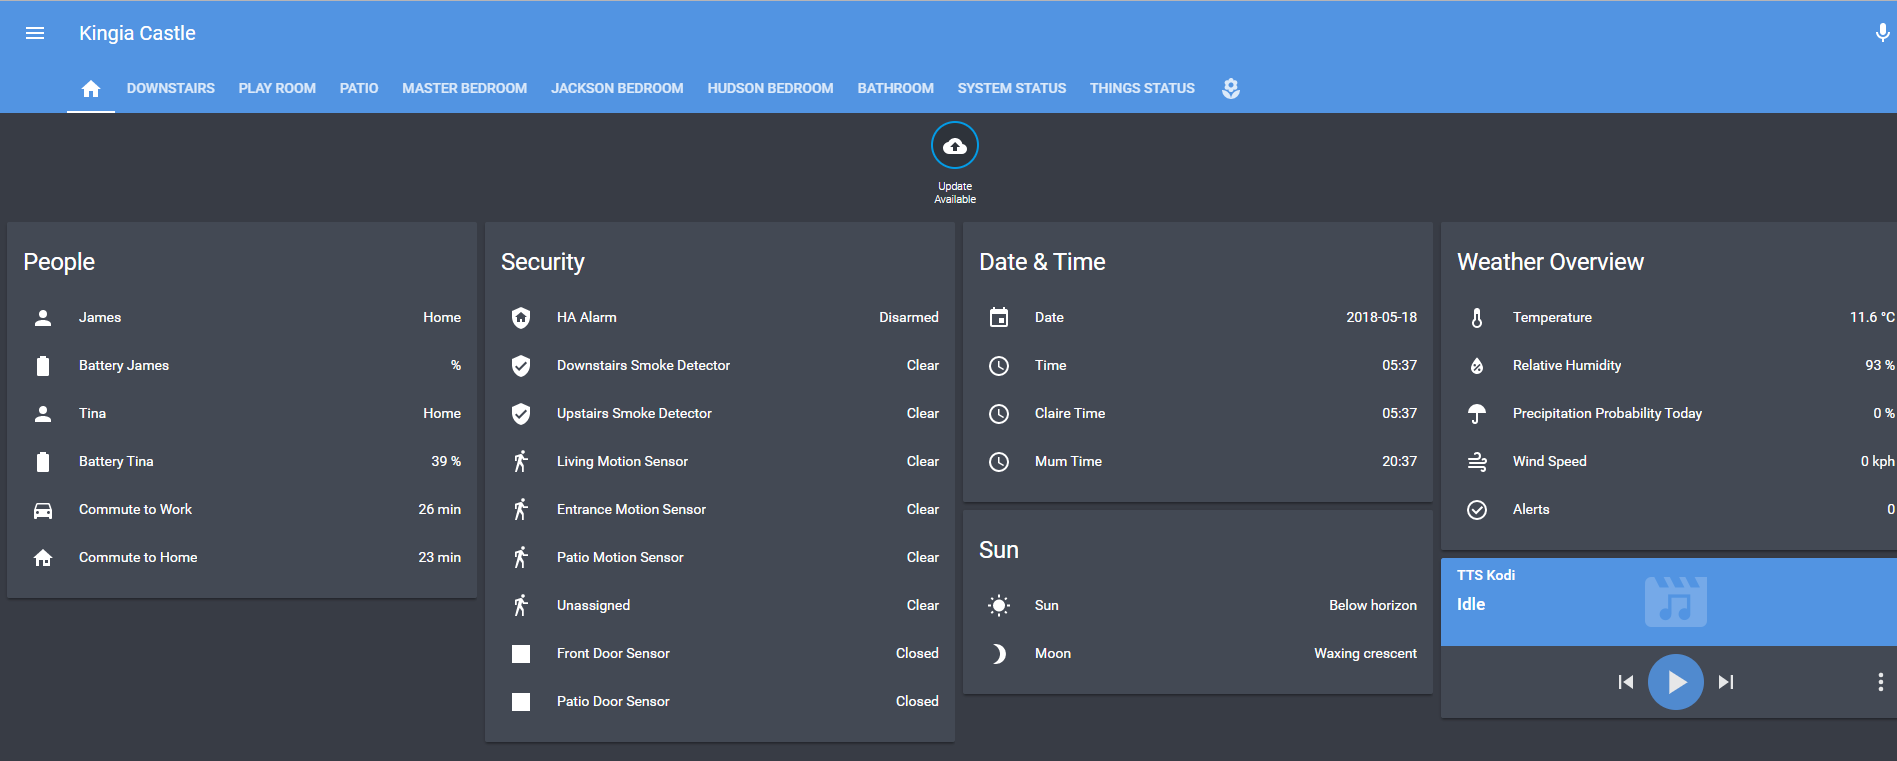 Kingia Castle
DOWNSTAIRS PLAY ROOM PATIO MASTER BEDROOM JACKSON BEDROOM HUDSON BEDROOM BATHROOM SYSTEM STATUS THINGS STATUS
Update
Available
People
James Home
Battery James %
Tina Home
Battery Tina 39 %
Commute to Work 26 min
Commute to Home 23 min
Security
HA Alarm Disarmed
Downstairs Smoke Detector Clear
Upstairs Smoke Detector Clear
Living Motion Sensor Clear
Entrance Motion Sensor Clear
Patio Motion Sensor Clear
Unassigned Clear
Front Door Sensor Closed
Patio Door Sensor Closed
Date & Time
Date 2018-05-18
Time 05:37
Claire Time 05:37
Mum Time 20:37
Sun
Sun Below horizon
Moon Waxing crescent
Weather Overview
Temperature 11.6 °C
Relative Humidity 93 %
Precipitation Probability Today 0 %
Wind Speed 0 kph
Alerts 0
TTS Kodi
Idle